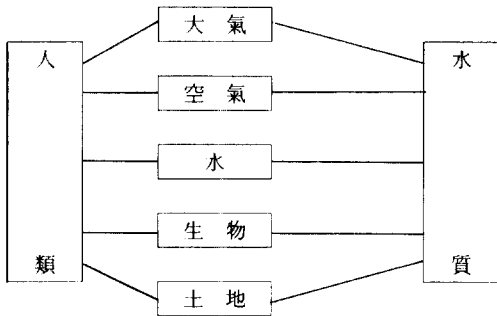 人類
大氣
空氣
水
生物
土地
水質